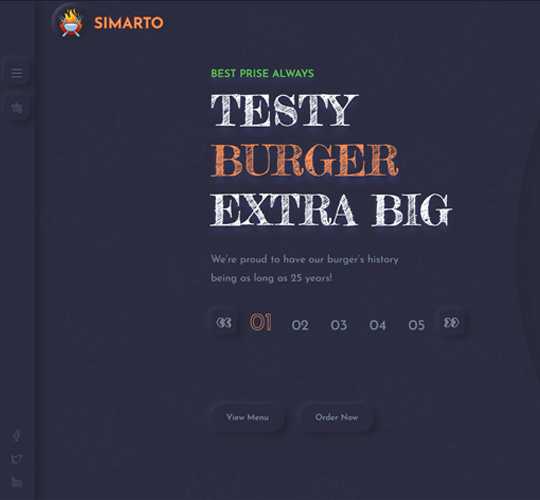 SIMARTO
BEST PRISE ALWAYS
TESTY
BURGER
EXTRA BIG
We're proud to have our burger's history
being as long as 25 years!
01 02 03 04 05
View Menu Order Now